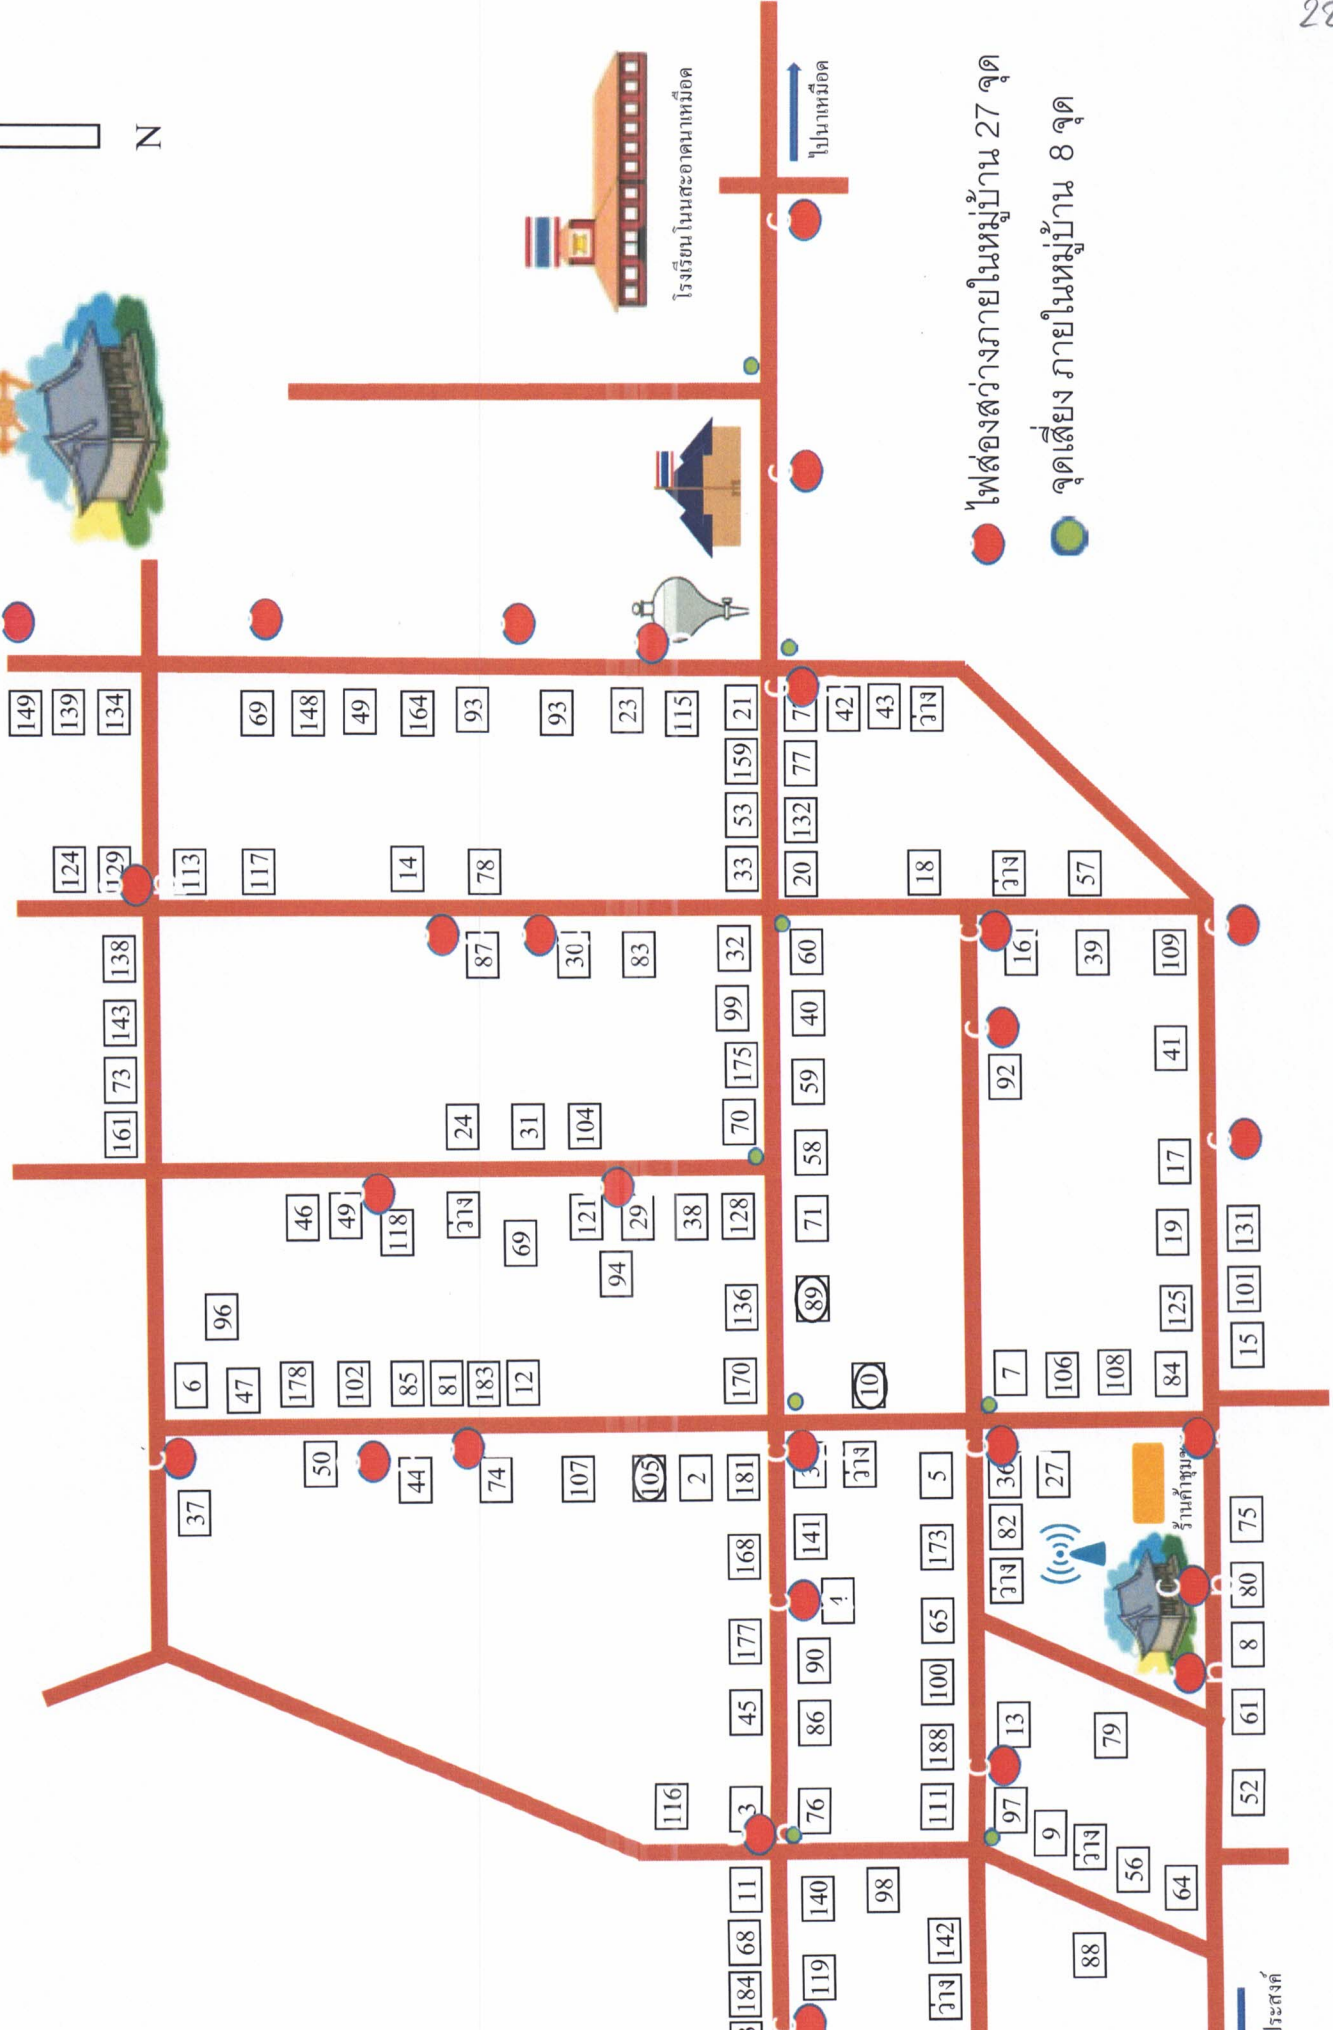 149
124 139
161 73 143 138 134
N
37 6 113
96
47 117 69
178 46 148
50 102 49 49
44 85 118 14 164
81 ว่าง 24
74 183 87 78 93
12 69 31
107 121 104 30 93
94 29 83 23
105
116 2 38 115
โรงเรียนโนนสะอาดนาเหมือด
184 68 11 3 45 177 168 181 170 136 128 70 175 99 32 33 53 159 21
119 140 76 86 90 141 89 71 58 59 40 60 20 132 77
ไปนาเหมือด
42
98 ว่าง 10 43
ว่าง 142 111 188 100 65 173 5 18 ว่าง
ไฟส่องสว่างภายในหมู่บ้าน 27 จุด
97 13 ว่าง 82 36 7 92 16 ว่าง
9 27 106
จุดเสี่ยง ภายในหมู่บ้าน 8 จุด
88 ว่าง 79 108 39 57
56
64 84 125 19 17 41 109
ร้านค้าชุมช
52 61 8 80 75 15 101 131
ประสงค์